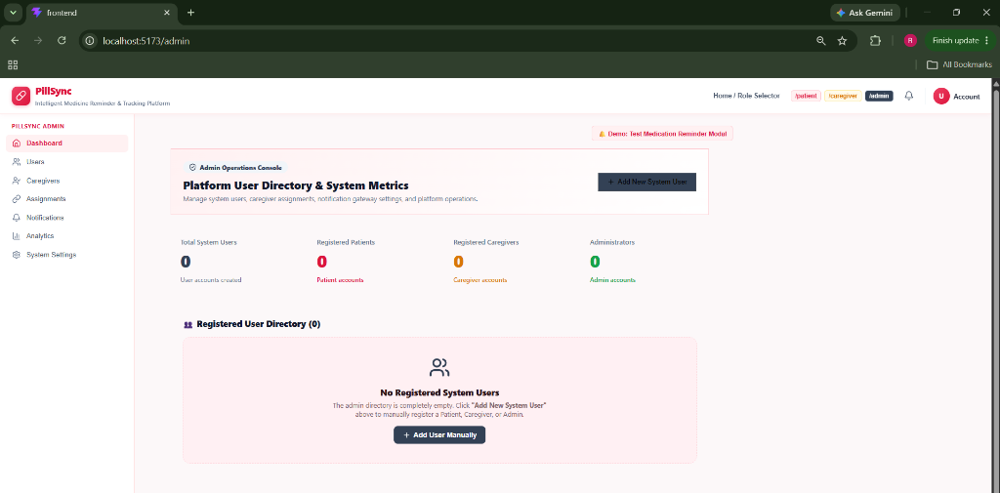 frontend
Ask Gemini
localhost:5173/admin
R
Finish update
All Bookmarks
PillSync
Intelligent Medicine Reminder & Tracking Platform
Home / Role Selector
/patient
/caregiver
/admin
U
Account
PILLSYNC ADMIN
Dashboard
Users
Caregivers
Assignments
Notifications
Analytics
System Settings
Demo: Test Medication Reminder Modal
Admin Operations Console
Platform User Directory & System Metrics
Manage system users, caregiver assignments, notification gateway settings, and platform operations.
+ Add New System User
Total System Users
0
User accounts created
Registered Patients
0
Patient accounts
Registered Caregivers
0
Caregiver accounts
Administrators
0
Admin accounts
Registered User Directory (0)
No Registered System Users
The admin directory is completely empty. Click "Add New System User"
above to manually register a Patient, Caregiver, or Admin.
+ Add User Manually